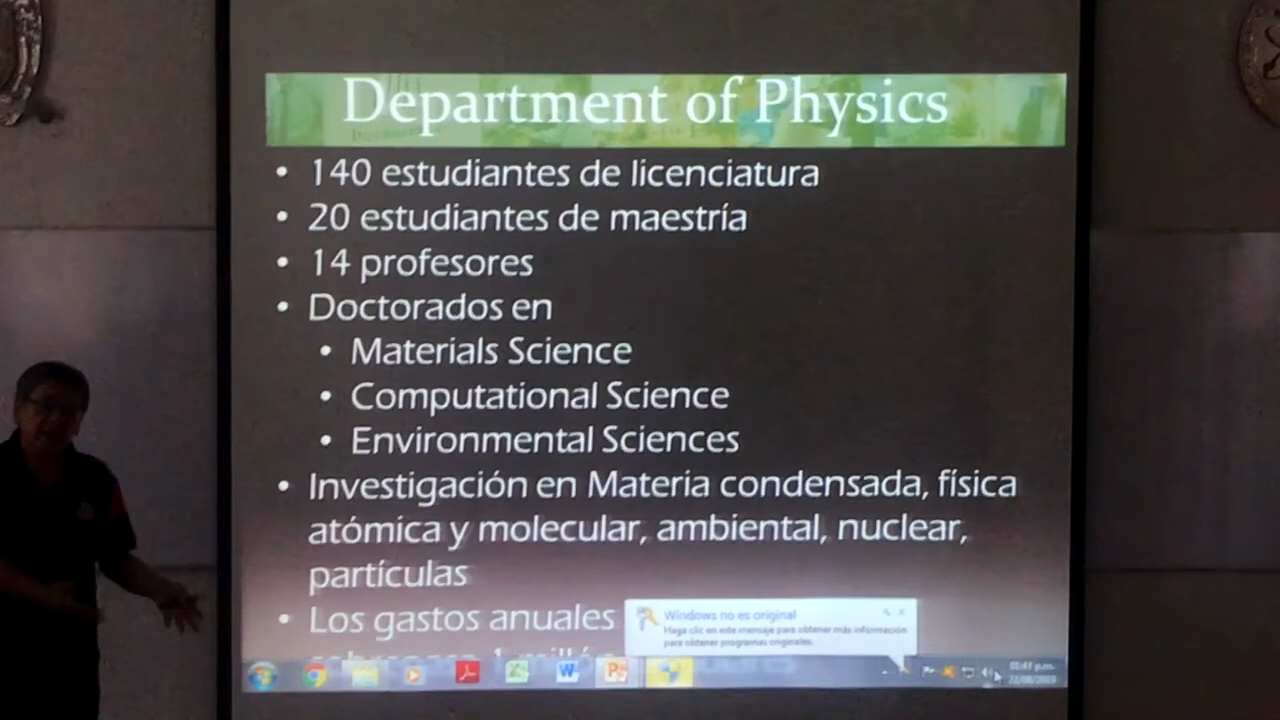 Department of Physics
• 140 estudiantes de licenciatura
• 20 estudiantes de maestría
• 14 profesores
• Doctorados en
• Materials Science
• Computational Science
• Environmental Sciences
• Investigación en Materia condensada, física
atómica y molecular, ambiental, nuclear,
partículas
• Los gastos anuales
Windows no es original
Haga clic en este mensaje para obtener más información
para obtener programas originales.